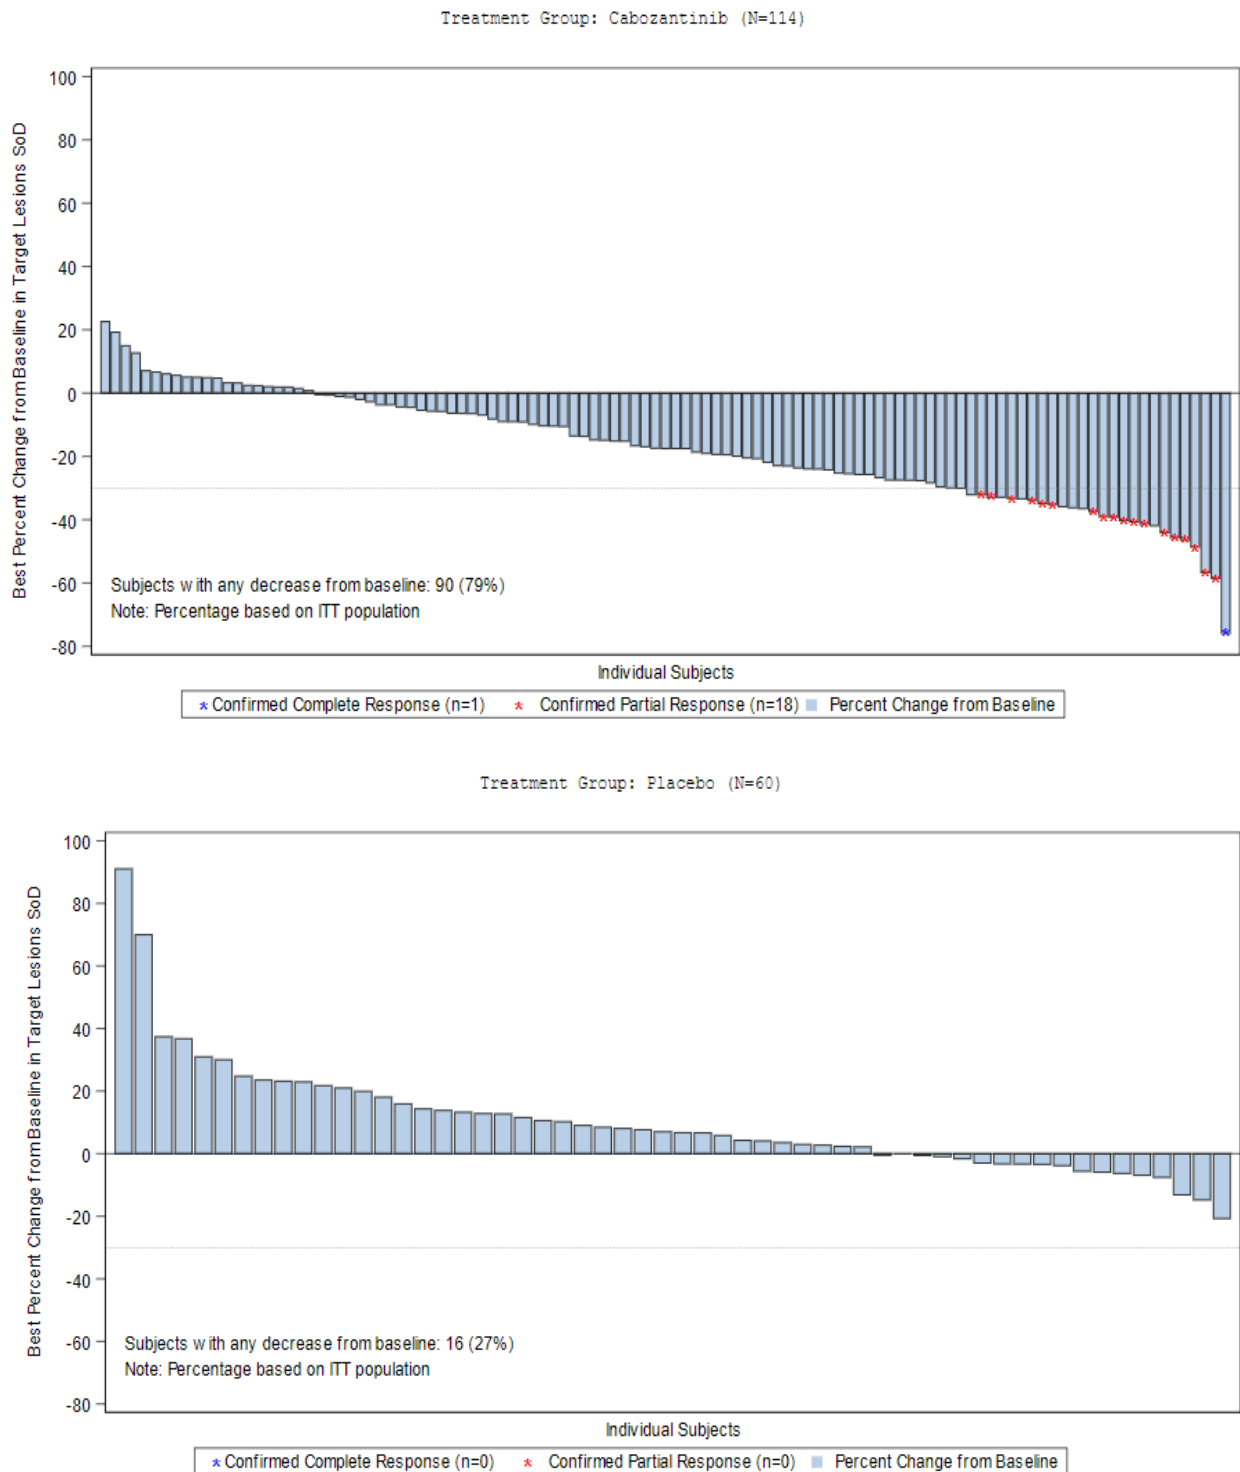 Treatment Group: Cabozantinib (N=114)
Best Percent Change from Baseline in Target Lesions SoD
100
80
60
40
20
0
-20
-40
-60
-80
Subjects with any decrease from baseline: 90 (79%)
Note: Percentage based on ITT population
Individual Subjects
* Confirmed Complete Response (n=1) * Confirmed Partial Response (n=18) Percent Change from Baseline
Treatment Group: Placebo (N=60)
Best Percent Change from Baseline in Target Lesions SoD
100
80
60
40
20
0
-20
-40
-60
-80
Subjects with any decrease from baseline: 16 (27%)
Note: Percentage based on ITT population
Individual Subjects
* Confirmed Complete Response (n=0) * Confirmed Partial Response (n=0) Percent Change from Baseline